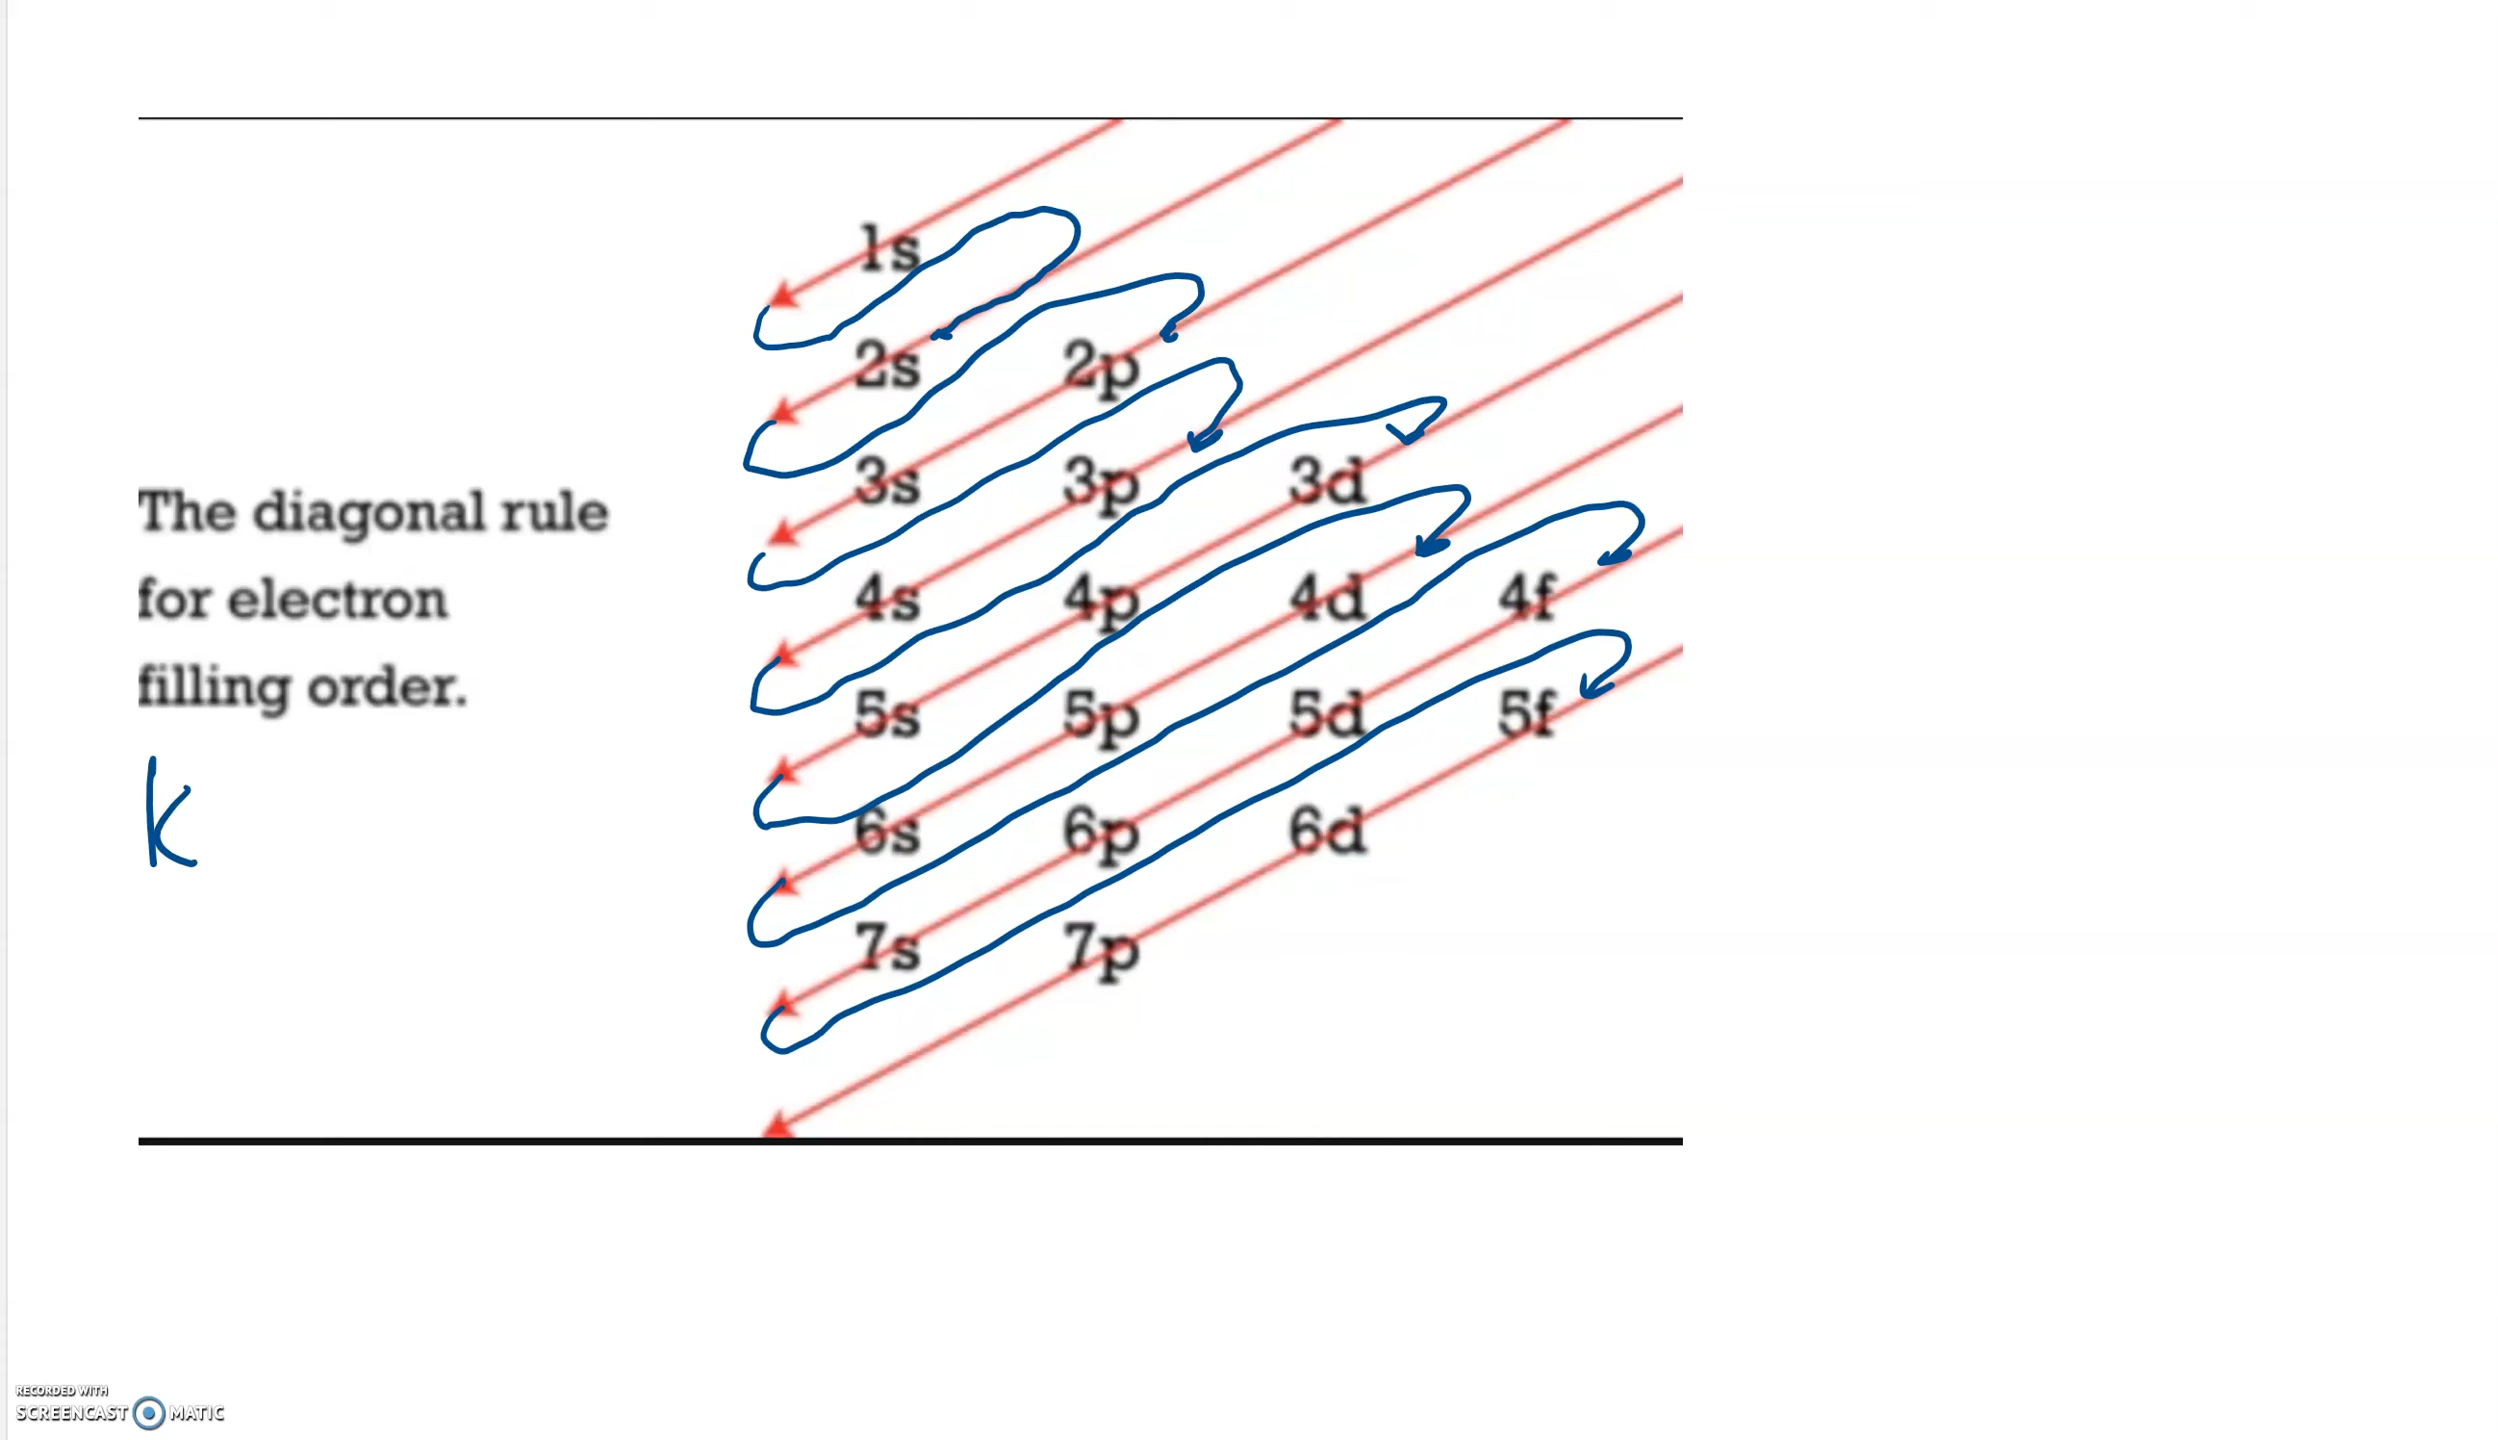 1s
2s 2p
3s 3p 3d
The diagonal rule
for electron
filling order.
4s 4p 4d 4f
5s 5p 5d 5f
6s 6p 6d
7s 7p
K
RECORDED WITH
SCREENCAST MATIC